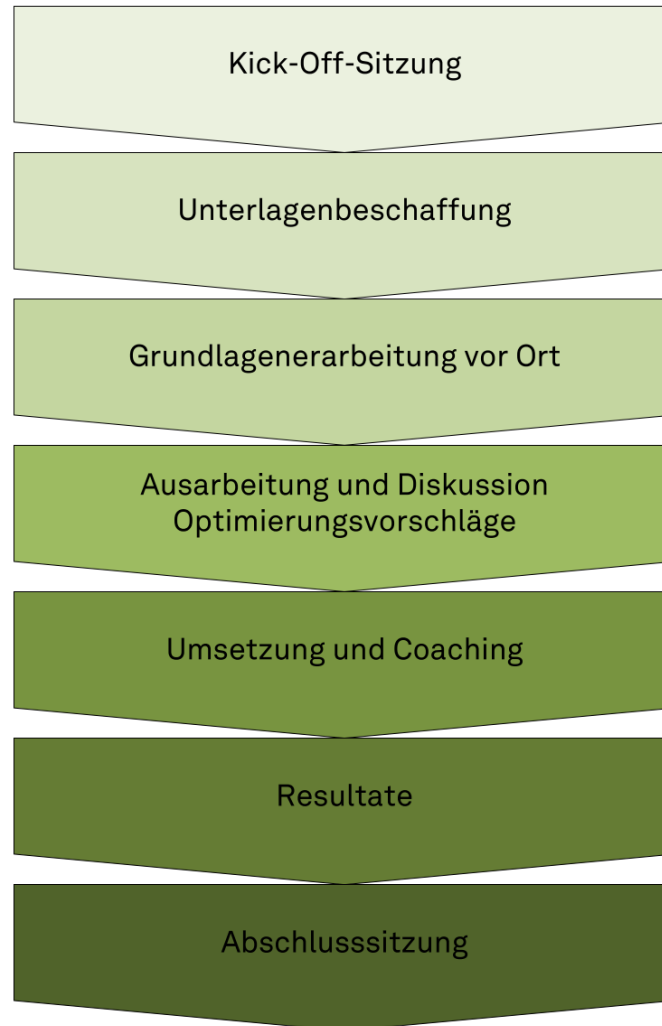 Kick-Off-Sitzung
Unterlagenbeschaffung
Grundlagenerarbeitung vor Ort
Ausarbeitung und Diskussion
Optimierungsvorschläge
Umsetzung und Coaching
Resultate
Abschlusssitzung